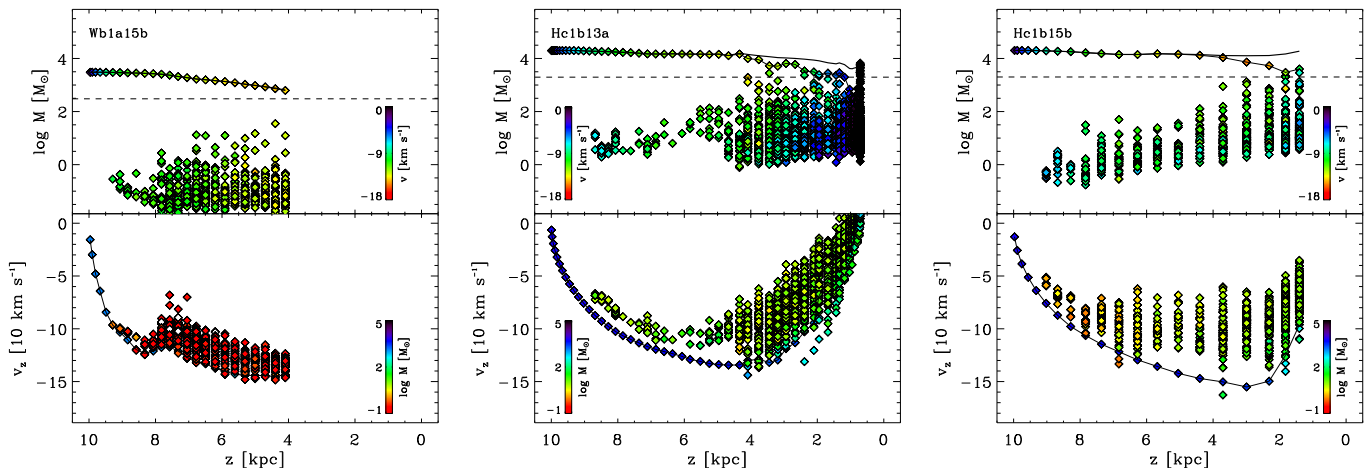 Wb1a15b
log M [M⊙]
4
2
0
0
-9
-18
v [km s⁻¹]
v_z [10 km s⁻¹]
0
-5
-10
-15
5
2
-1
log M [M⊙]
10 8 6 4 2 0
z [kpc]
Hc1b13a
log M [M⊙]
4
2
0
0
-9
-18
v [km s⁻¹]
v_z [10 km s⁻¹]
0
-5
-10
-15
5
2
-1
log M [M⊙]
10 8 6 4 2 0
z [kpc]
Hc1b15b
log M [M⊙]
4
2
0
0
-9
-18
v [km s⁻¹]
v_z [10 km s⁻¹]
0
-5
-10
-15
5
2
-1
log M [M⊙]
10 8 6 4 2 0
z [kpc]